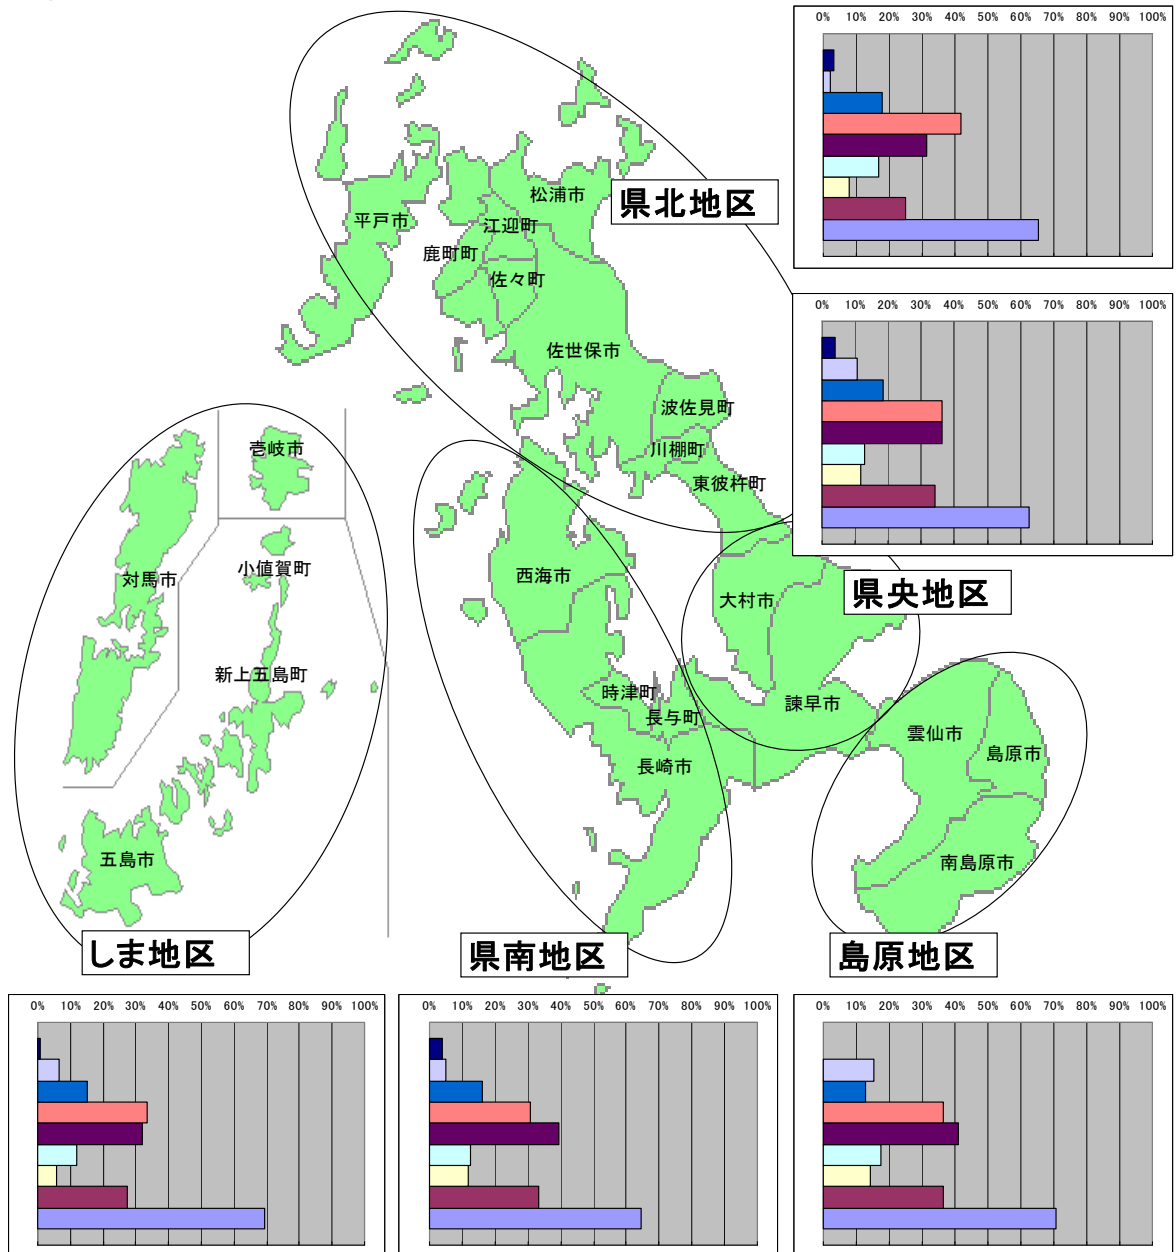 0% 10% 20% 30% 40% 50% 60% 70% 80% 90% 100%
松浦市
県北地区
平戸市
江迎町
鹿町町
佐々町
0% 10% 20% 30% 40% 50% 60% 70% 80% 90% 100%
佐世保市
波佐見町
川棚町
東彼杵町
壱岐市
対馬市
小値賀町
新上五島町
五島市
西海市
大村市
県央地区
時津町
長与町
諫早市
長崎市
雲仙市
島原市
南島原市
しま地区
県南地区
島原地区
0% 10% 20% 30% 40% 50% 60% 70% 80% 90% 100%
0% 10% 20% 30% 40% 50% 60% 70% 80% 90% 100%
0% 10% 20% 30% 40% 50% 60% 70% 80% 90% 100%